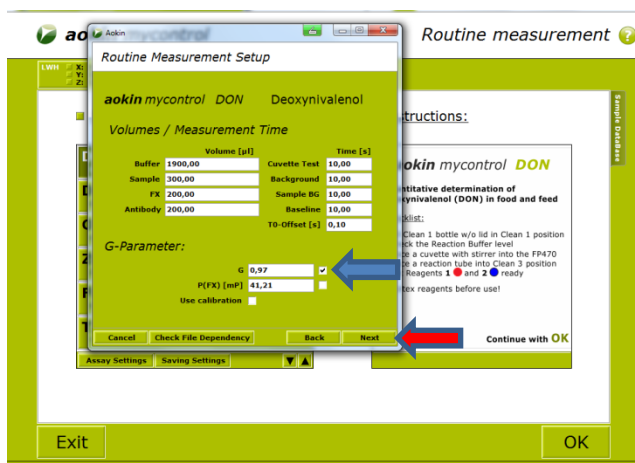 Routine measurement ?
ao
Aokin
LWH X:
Y:
Z:
Routine Measurement Setup
aokin mycontrol DON Deoxynivalenol
Volumes / Measurement Time
Volume [µl] Time [s]
Buffer 1900,00 Cuvette Test 10,00
Sample 300,00 Background 10,00
FX 200,00 Sample BG 10,00
Antibody 200,00 Baseline 10,00
T0-Offset [s] 0,10
G-Parameter:
G 0,97
P(FX) [mP] 41,21
Use calibration
Cancel Check File Dependency Back Next
Assay Settings Saving Settings
tructions:
Sample DataBase
okin mycontrol DON
ntitative determination of
xynivalenol (DON) in food and feed
klist:
Clean 1 bottle w/o lid in Clean 1 position
eck the Reaction Buffer level
e a cuvette with stirrer into the FP470
e a reaction tube into Clean 3 position
Reagents 1 and 2 ready
tex reagents before use!
Continue with OK
Exit OK